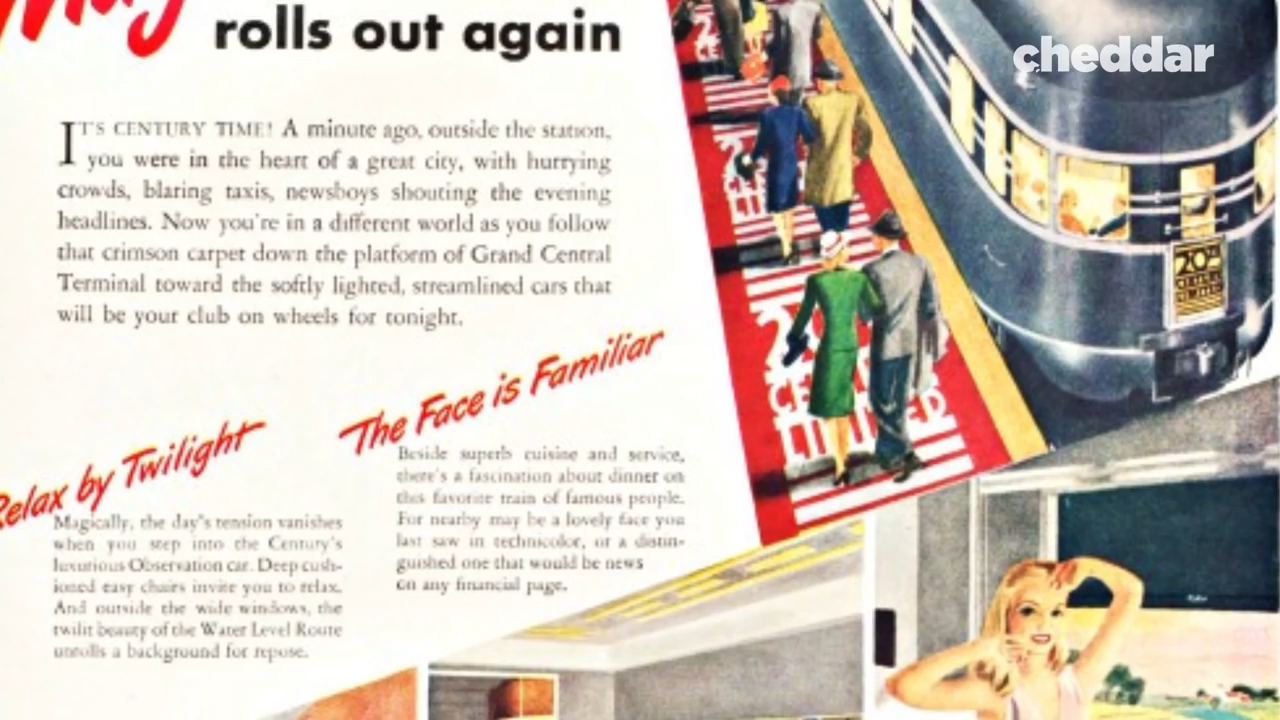 rolls out again
cheddar
IT'S CENTURY TIME! A minute ago, outside the station,
you were in the heart of a great city, with hurrying
crowds, blaring taxis, newsboys shouting the evening
headlines. Now you're in a different world as you follow
that crimson carpet down the platform of Grand Central
Terminal toward the softly lighted, streamlined cars that
will be your club on wheels for tonight.
Relax by Twilight
Magically, the day's tension vanishes
when you step into the Century's
luxurious Observation car. Deep cush-
ioned easy chairs invite you to relax.
And outside the wide windows, the
twilit beauty of the Water Level Route
unrolls a background for repose.
The Face is Familiar
Beside superb cuisine and service,
there's a fascination about dinner on
this favorite train of famous people.
For nearby may be a lovely face you
last saw in technicolor, or a distin-
guished one that would be news
on any financial page.
20th
CENTURY
LIMITED